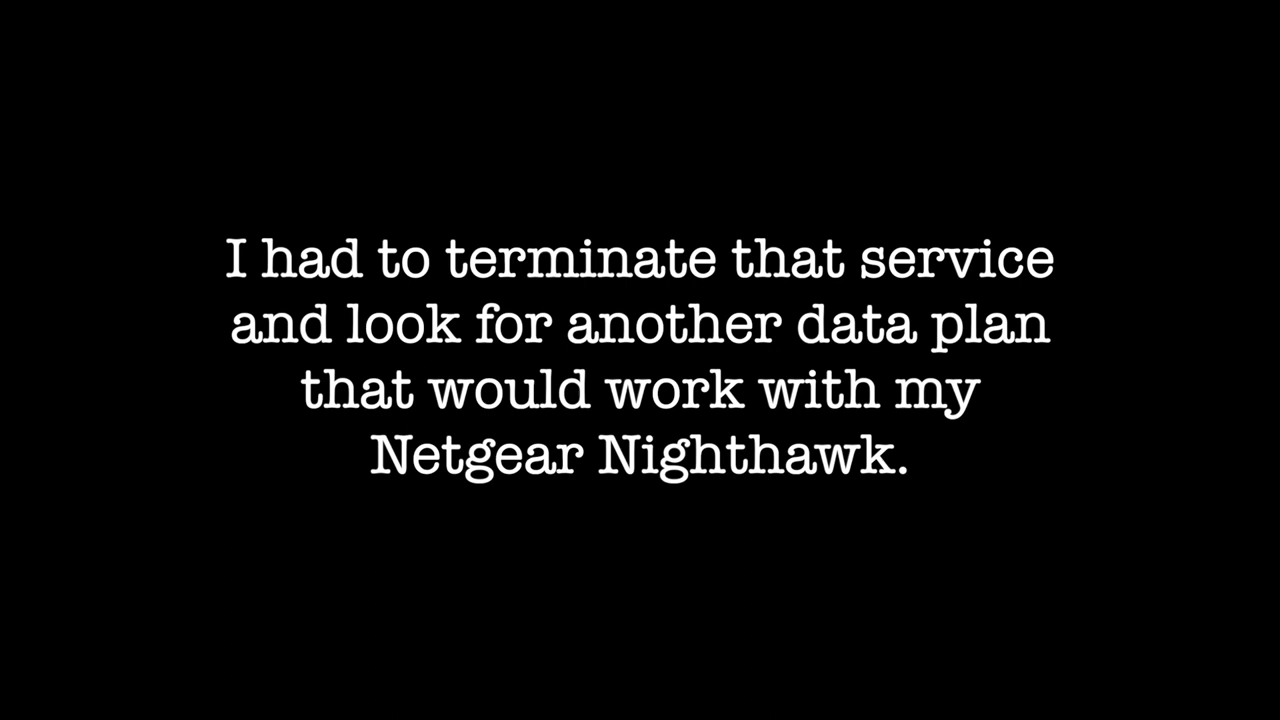 I had to terminate that service
and look for another data plan
that would work with my
Netgear Nighthawk.